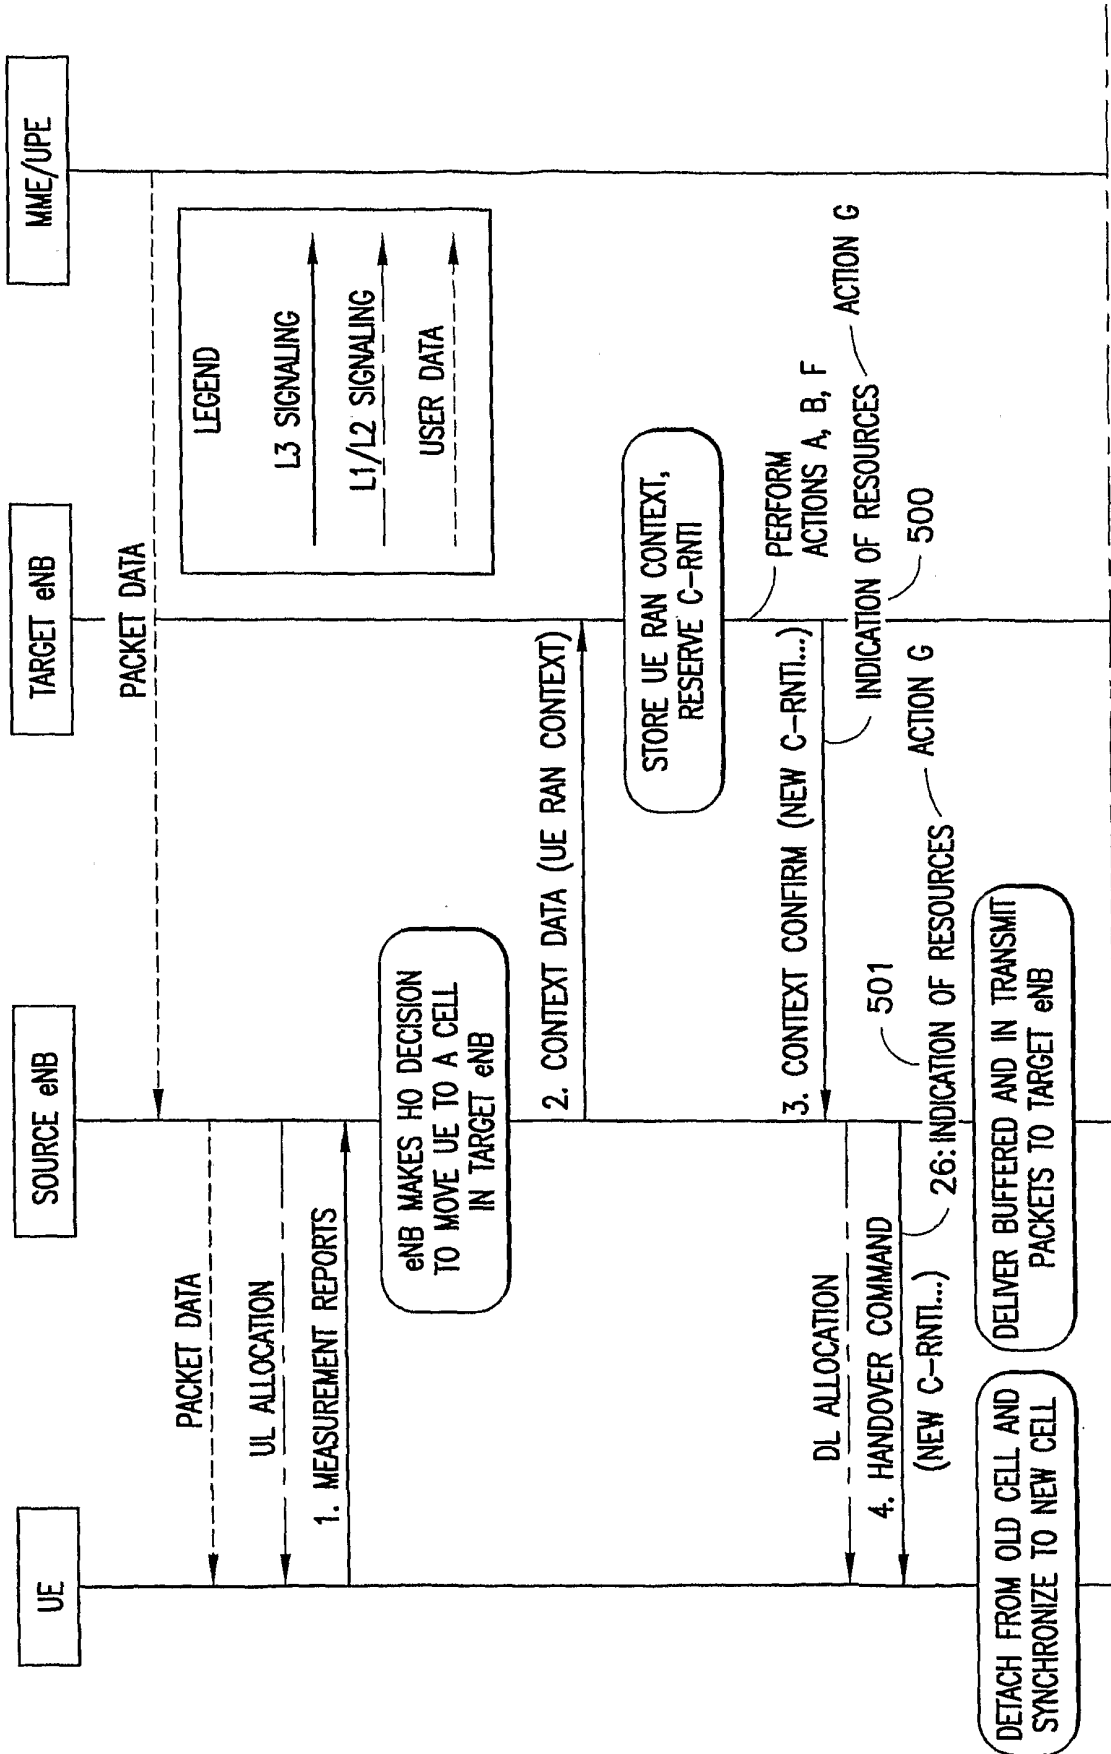 UE
SOURCE eNB
TARGET eNB
MME/UPE
PACKET DATA
PACKET DATA
UL ALLOCATION
1. MEASUREMENT REPORTS
LEGEND
L3 SIGNALING
L1/L2 SIGNALING
USER DATA
eNB MAKES HO DECISION
TO MOVE UE TO A CELL
IN TARGET eNB
2. CONTEXT DATA (UE RAN CONTEXT)
STORE UE RAN CONTEXT,
RESERVE C-RNTI
PERFORM
ACTIONS A, B, F
3. CONTEXT CONFIRM (NEW C-RNTI...)
INDICATION OF RESOURCES
ACTION G
500
DL ALLOCATION
4. HANDOVER COMMAND
(NEW C-RNTI...)
501
26: INDICATION OF RESOURCES
ACTION G
DETACH FROM OLD CELL AND
SYNCHRONIZE TO NEW CELL
DELIVER BUFFERED AND IN TRANSMIT
PACKETS TO TARGET eNB